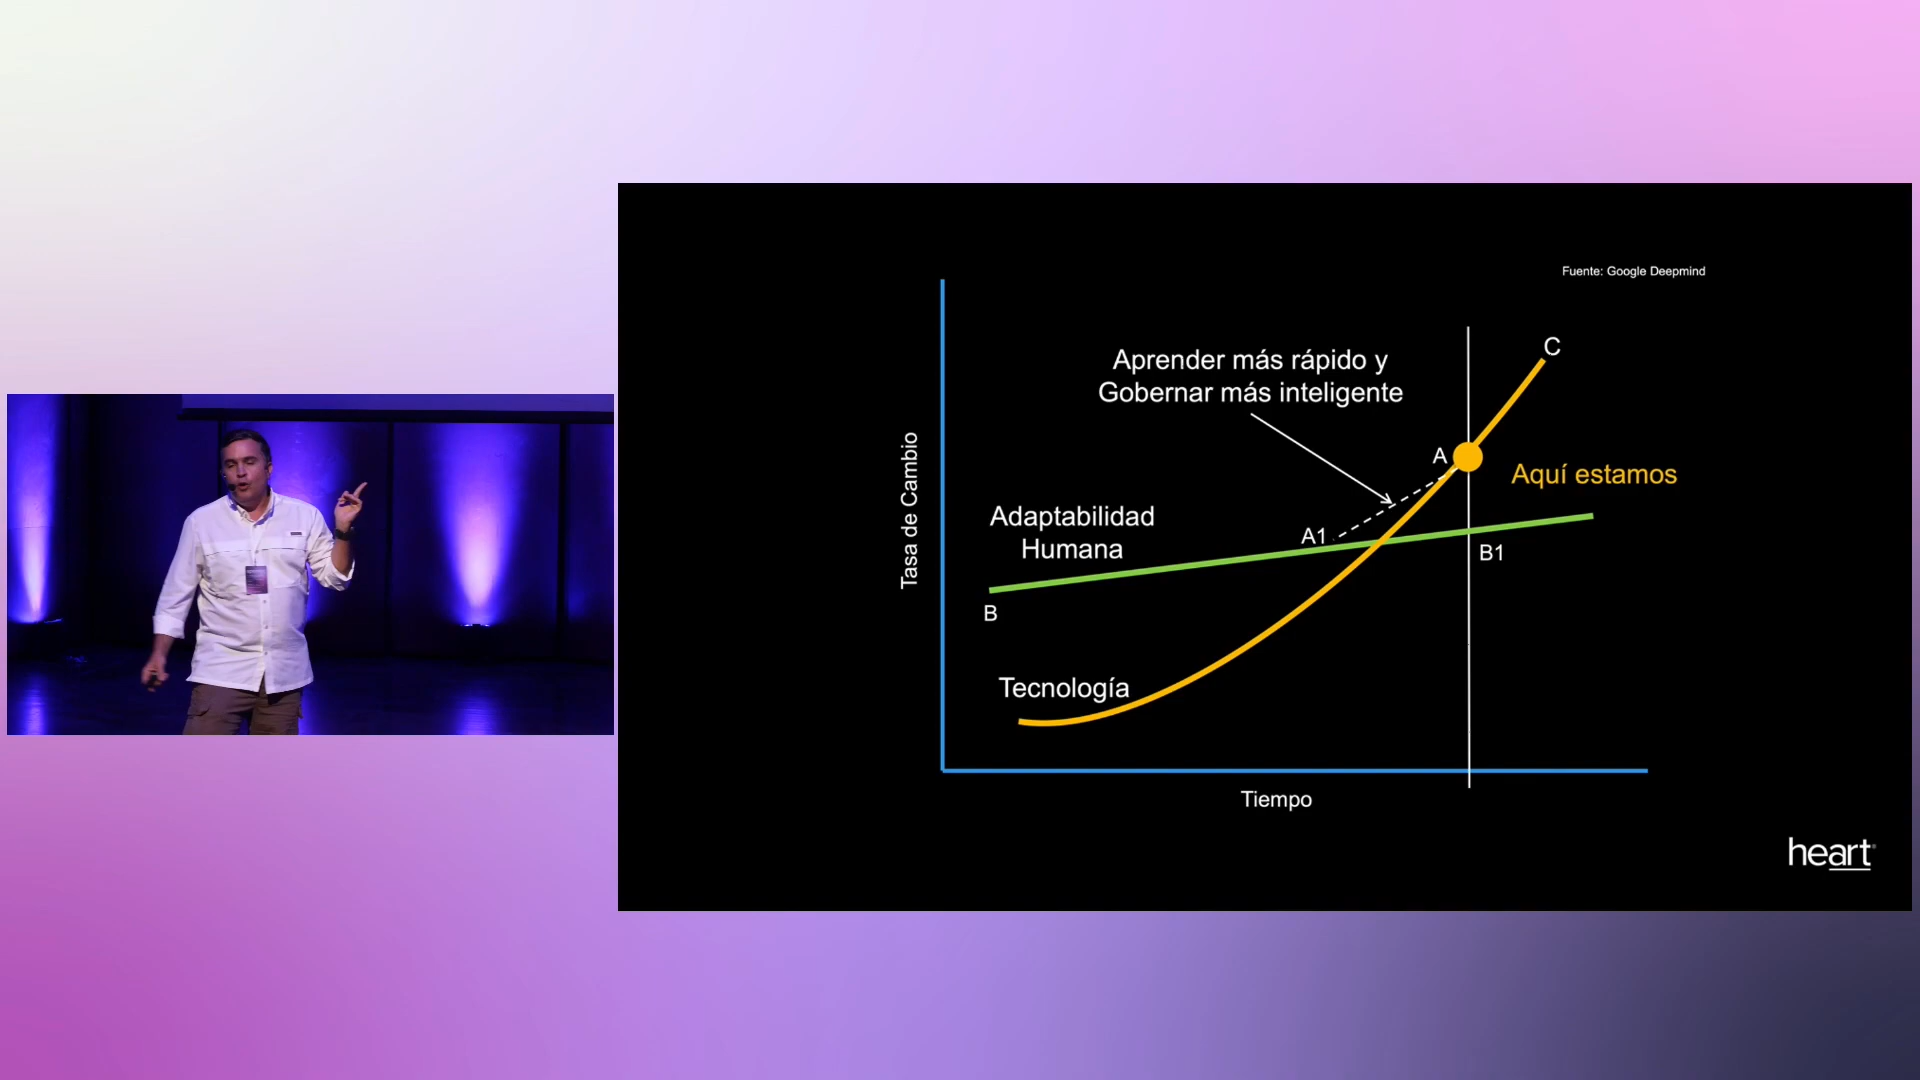 Fuente: Google Deepmind
C
Aprender más rápido y
Gobernar más inteligente
A
Aquí estamos
Tasa de Cambio
Adaptabilidad
Humana
A1
B1
B
Tecnología
Tiempo
heart